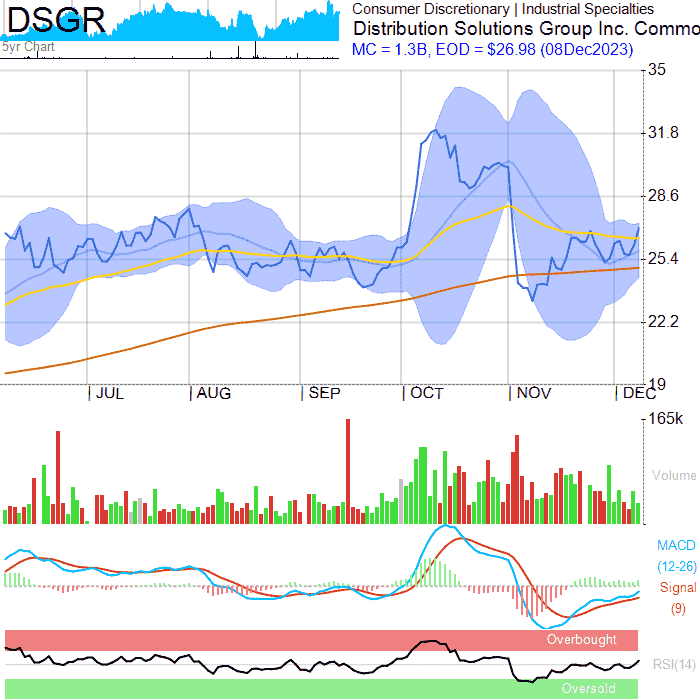 DSGR
5yr Chart
Consumer Discretionary | Industrial Specialties
Distribution Solutions Group Inc. Commo
MC = 1.3B, EOD = $26.98 (08Dec2023)
35
31.8
28.6
25.4
22.2
19
JUL
AUG
SEP
OCT
NOV
DEC
165k
Volume
MACD
(12-26)
Signal
(9)
Overbought
RSI(14)
Oversold